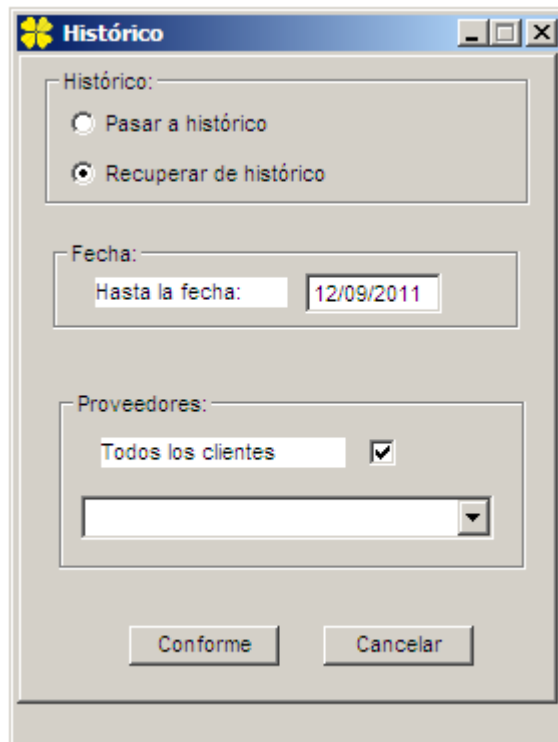 Histórico
Histórico:
Pasar a histórico
Recuperar de histórico
Fecha:
Hasta la fecha: 12/09/2011
Proveedores:
Todos los clientes
Conforme Cancelar